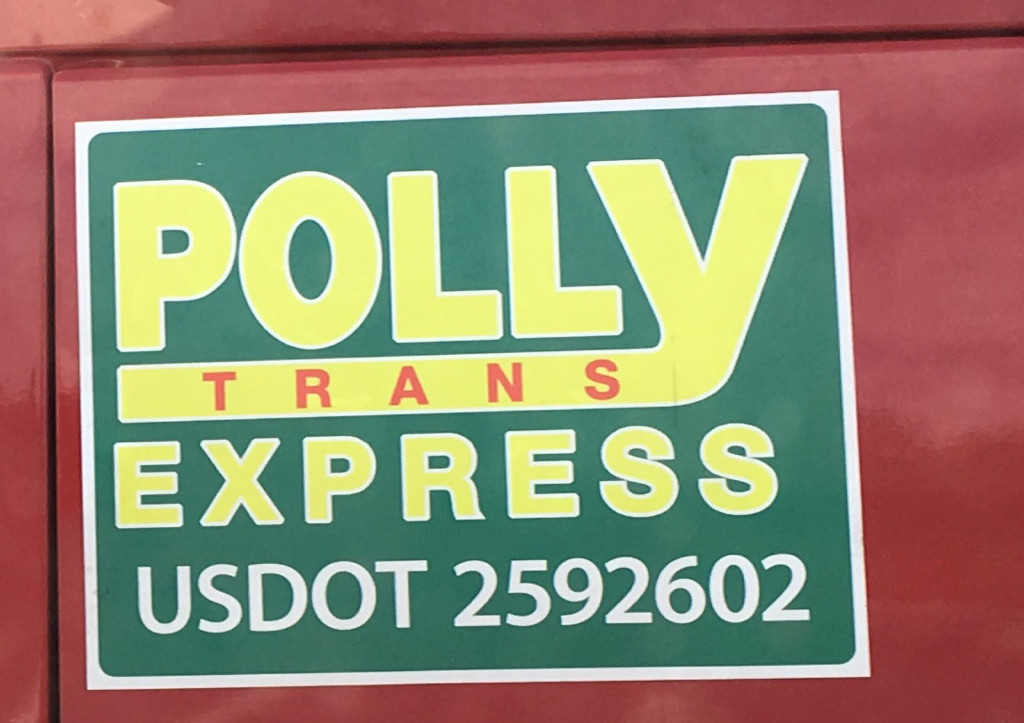 POLLY
TRANS
EXPRESS
USDOT 2592602